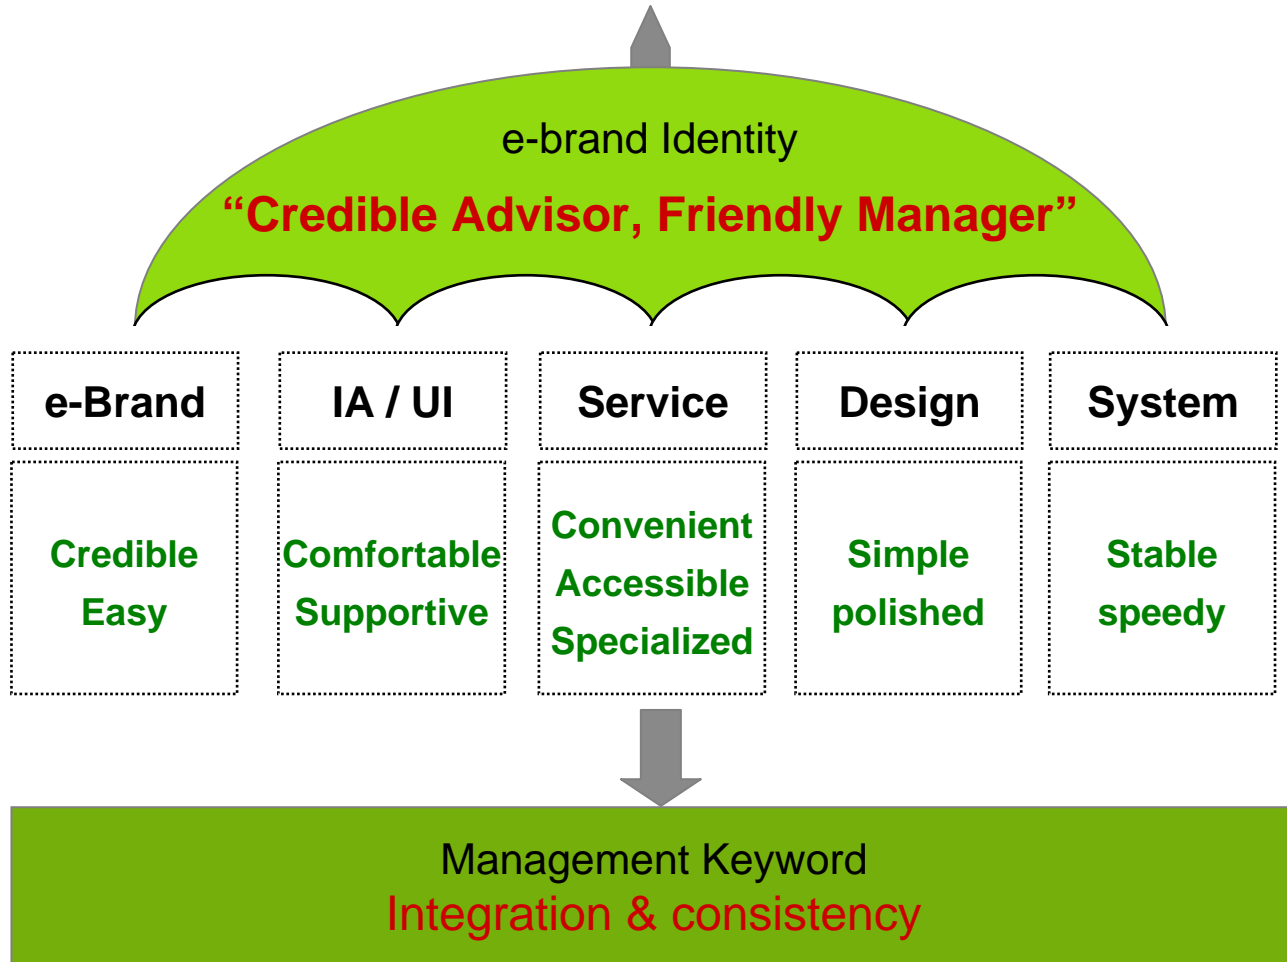 e-brand Identity
“Credible Advisor, Friendly Manager”
e-Brand
IA / UI
Service
Design
System
Credible
Easy
Comfortable
Supportive
Convenient
Accessible
Specialized
Simple
polished
Stable
speedy
Management Keyword
Integration & consistency